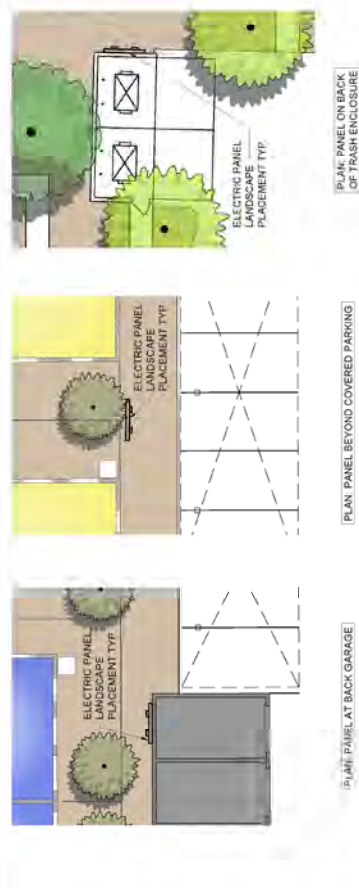 ELECTRIC PANEL
LANDSCAPE
PLACEMENT TYP.
PLAN: PANEL ON BACK
OF TRASH ENCLOSURE
ELECTRIC PANEL
LANDSCAPE
PLACEMENT TYP.
PLAN: PANEL BEYOND COVERED PARKING
ELECTRIC PANEL
LANDSCAPE
PLACEMENT TYP.
PLAN: PANEL AT BACK GARAGE